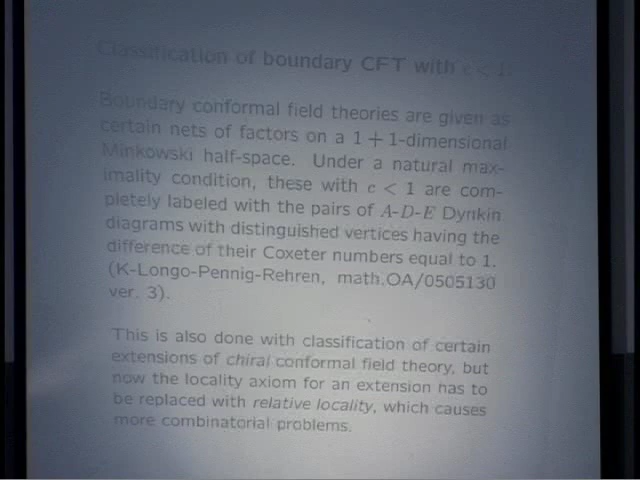 Classification of boundary CFT with c < 1
Boundary conformal field theories are given as
certain nets of factors on a 1 + 1-dimensional
Minkowski half-space. Under a natural max-
imality condition, these with c < 1 are com-
pletely labeled with the pairs of A-D-E Dynkin
diagrams with distinguished vertices having the
difference of their Coxeter numbers equal to 1.
(K-Longo-Pennig-Rehren, math.OA/0505130
ver. 3).
This is also done with classification of certain
extensions of chiral conformal field theory, but
now the locality axiom for an extension has to
be replaced with relative locality, which causes
more combinatorial problems.